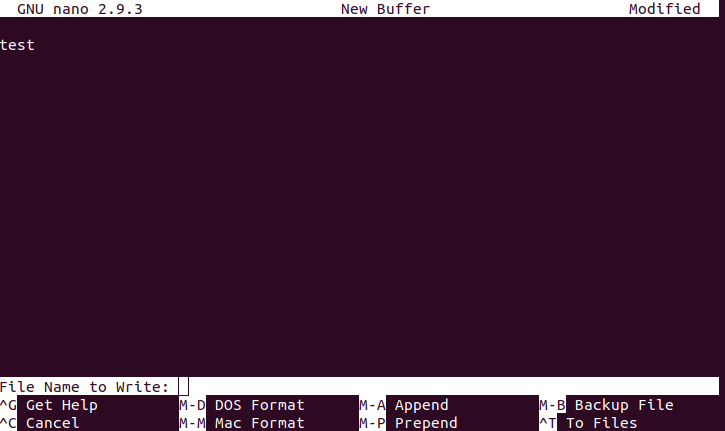 GNU nano 2.9.3 New Buffer Modified
test
File Name to Write:
^G Get Help M-D DOS Format M-A Append M-B Backup File
^C Cancel M-M Mac Format M-P Prepend ^T To Files